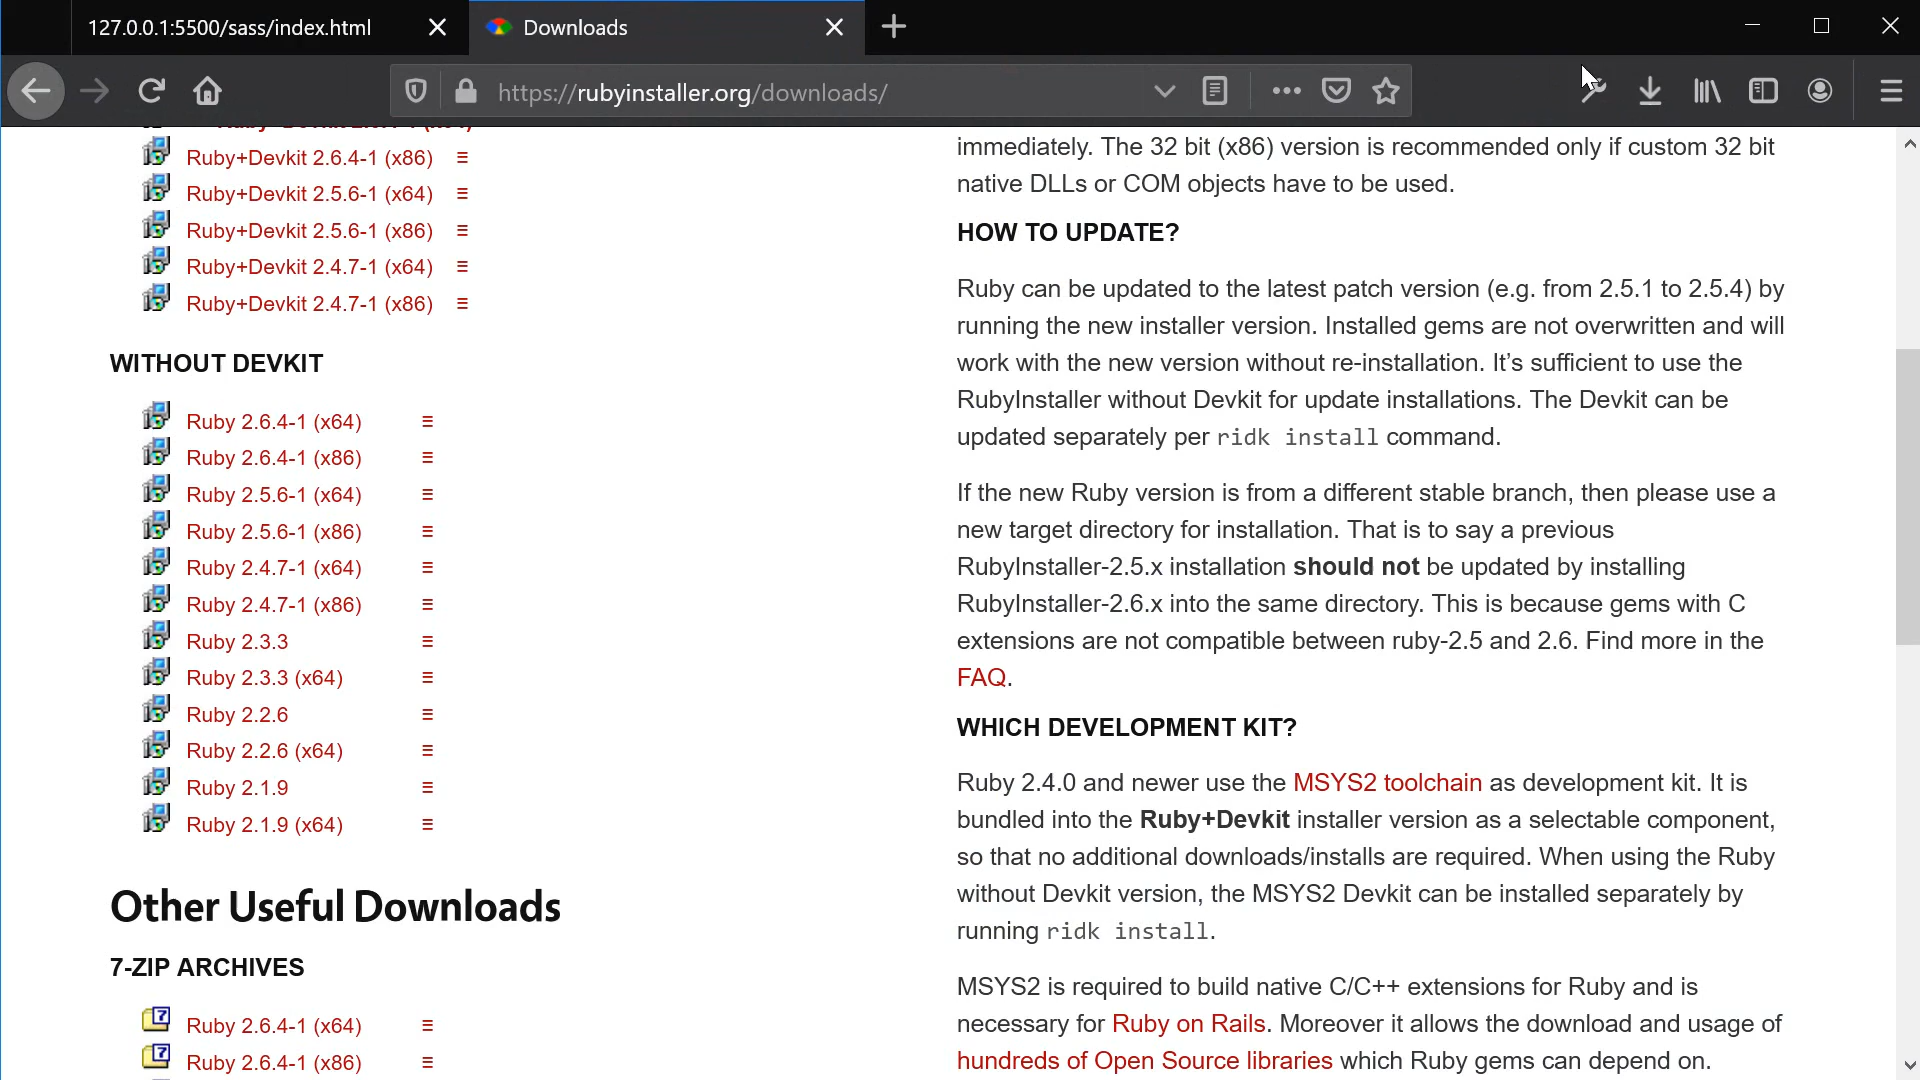 127.0.0.1:5500/sass/index.html
Downloads
https://rubyinstaller.org/downloads/
Ruby+Devkit 2.6.4-1 (x86)
Ruby+Devkit 2.5.6-1 (x64)
Ruby+Devkit 2.5.6-1 (x86)
Ruby+Devkit 2.4.7-1 (x64)
Ruby+Devkit 2.4.7-1 (x86)
WITHOUT DEVKIT
Ruby 2.6.4-1 (x64)
Ruby 2.6.4-1 (x86)
Ruby 2.5.6-1 (x64)
Ruby 2.5.6-1 (x86)
Ruby 2.4.7-1 (x64)
Ruby 2.4.7-1 (x86)
Ruby 2.3.3
Ruby 2.3.3 (x64)
Ruby 2.2.6
Ruby 2.2.6 (x64)
Ruby 2.1.9
Ruby 2.1.9 (x64)
Other Useful Downloads
7-ZIP ARCHIVES
Ruby 2.6.4-1 (x64)
Ruby 2.6.4-1 (x86)
immediately. The 32 bit (x86) version is recommended only if custom 32 bit
native DLLs or COM objects have to be used.
HOW TO UPDATE?
Ruby can be updated to the latest patch version (e.g. from 2.5.1 to 2.5.4) by
running the new installer version. Installed gems are not overwritten and will
work with the new version without re-installation. It’s sufficient to use the
RubyInstaller without Devkit for update installations. The Devkit can be
updated separately per ridk install command.
If the new Ruby version is from a different stable branch, then please use a
new target directory for installation. That is to say a previous
RubyInstaller-2.5.x installation should not be updated by installing
RubyInstaller-2.6.x into the same directory. This is because gems with C
extensions are not compatible between ruby-2.5 and 2.6. Find more in the
FAQ.
WHICH DEVELOPMENT KIT?
Ruby 2.4.0 and newer use the MSYS2 toolchain as development kit. It is
bundled into the Ruby+Devkit installer version as a selectable component,
so that no additional downloads/installs are required. When using the Ruby
without Devkit version, the MSYS2 Devkit can be installed separately by
running ridk install.
MSYS2 is required to build native C/C++ extensions for Ruby and is
necessary for Ruby on Rails. Moreover it allows the download and usage of
hundreds of Open Source libraries which Ruby gems can depend on.